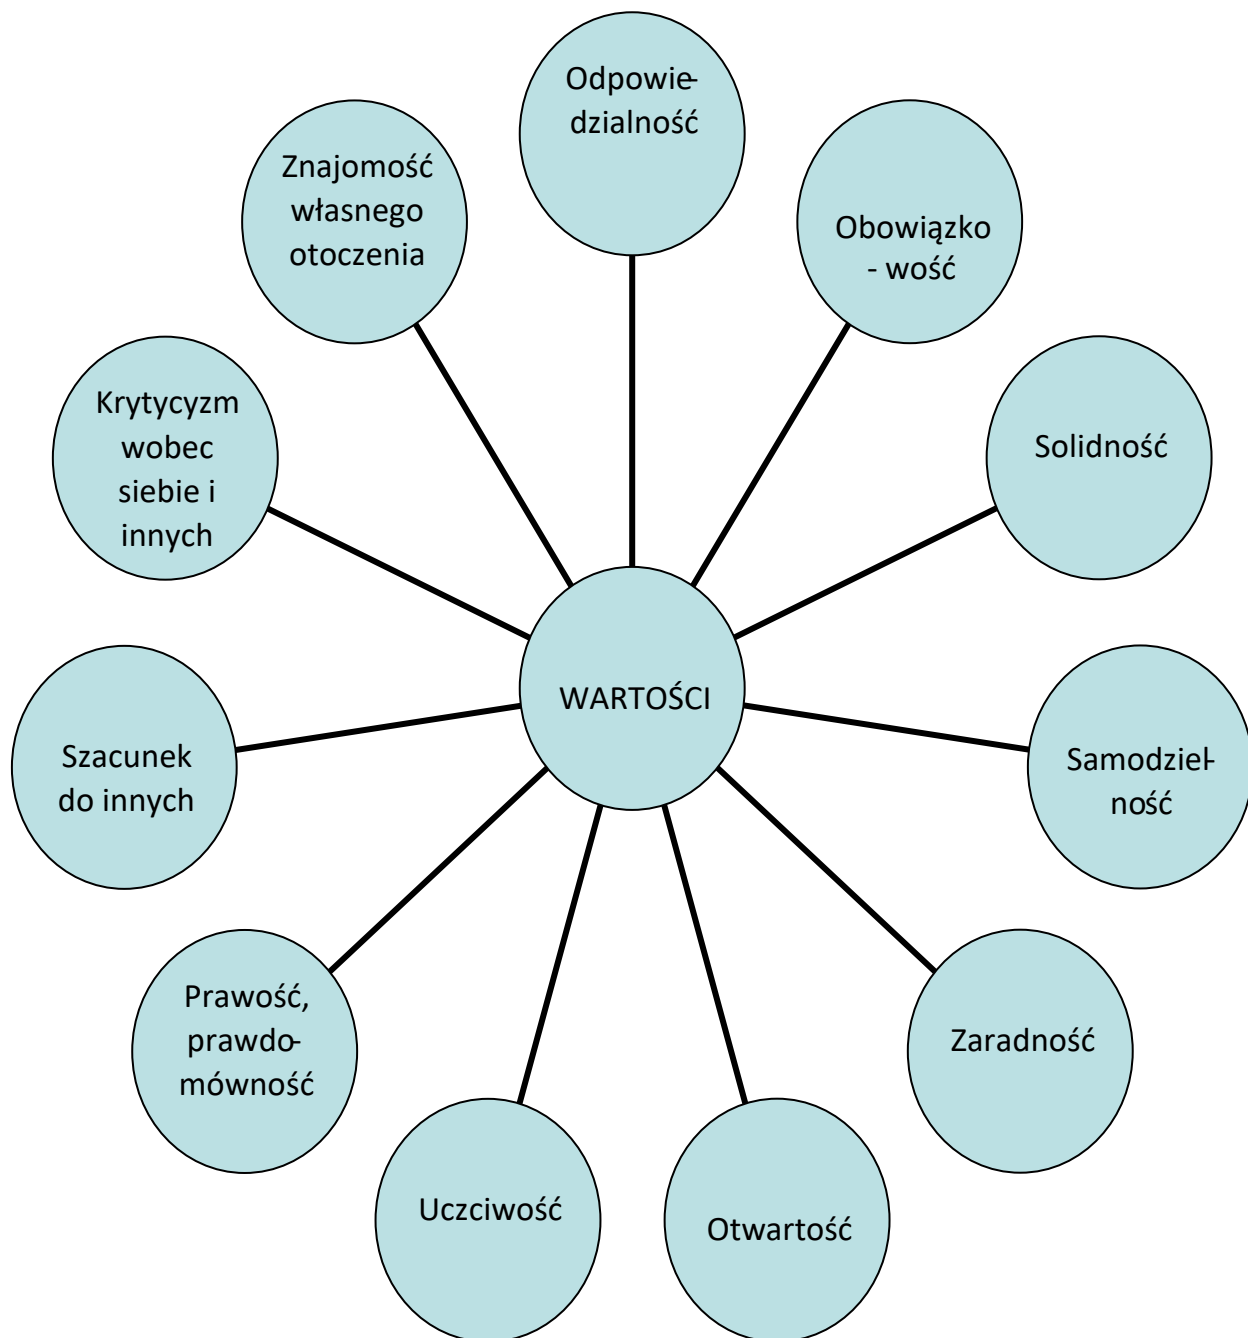 Odpowie-
dzialność
Obowiązko
- wość
Solidność
Samodziel-
ność
Zaradność
Otwartość
Uczciwość
Prawość,
prawdo-
mówność
Szacunek
do innych
Krytycyzm
wobec
siebie i
innych
Znajomość
własnego
otoczenia
WARTOŚCI